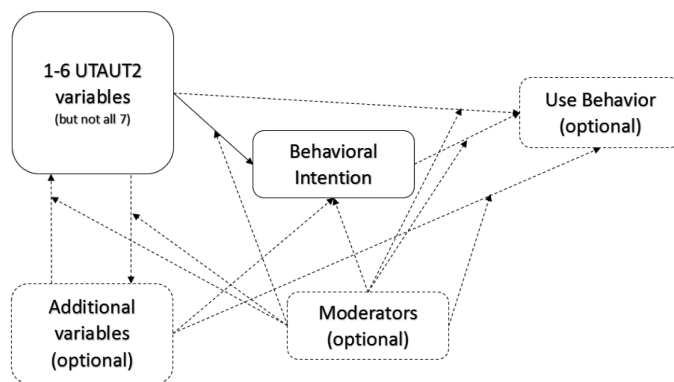 1-6 UTAUT2
variables
(but not all 7)
Use Behavior
(optional)
Behavioral
Intention
Additional
variables
(optional)
Moderators
(optional)